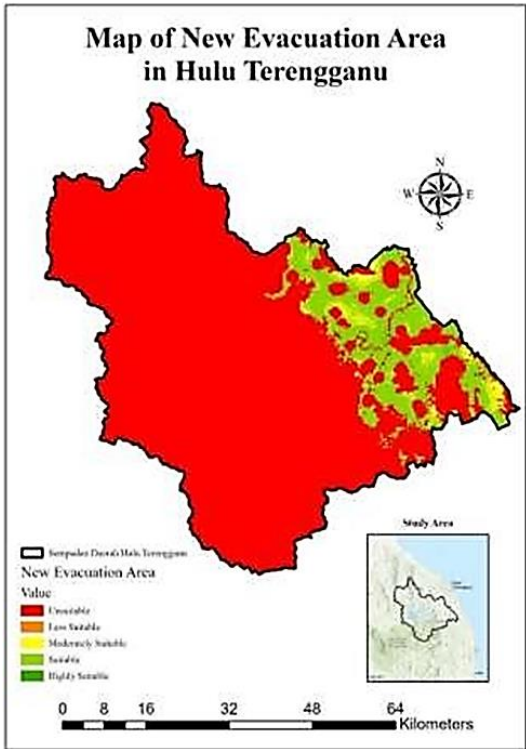 Map of New Evacuation Area
in Hulu Terengganu
N
W E
S
Study Area
Sempadan Daerah Hulu Terengganu
New Evacuation Area
Value
Unsuitable
Less Suitable
Moderately Suitable
Suitable
Highly Suitable
0 8 16 32 48 64
Kilometers